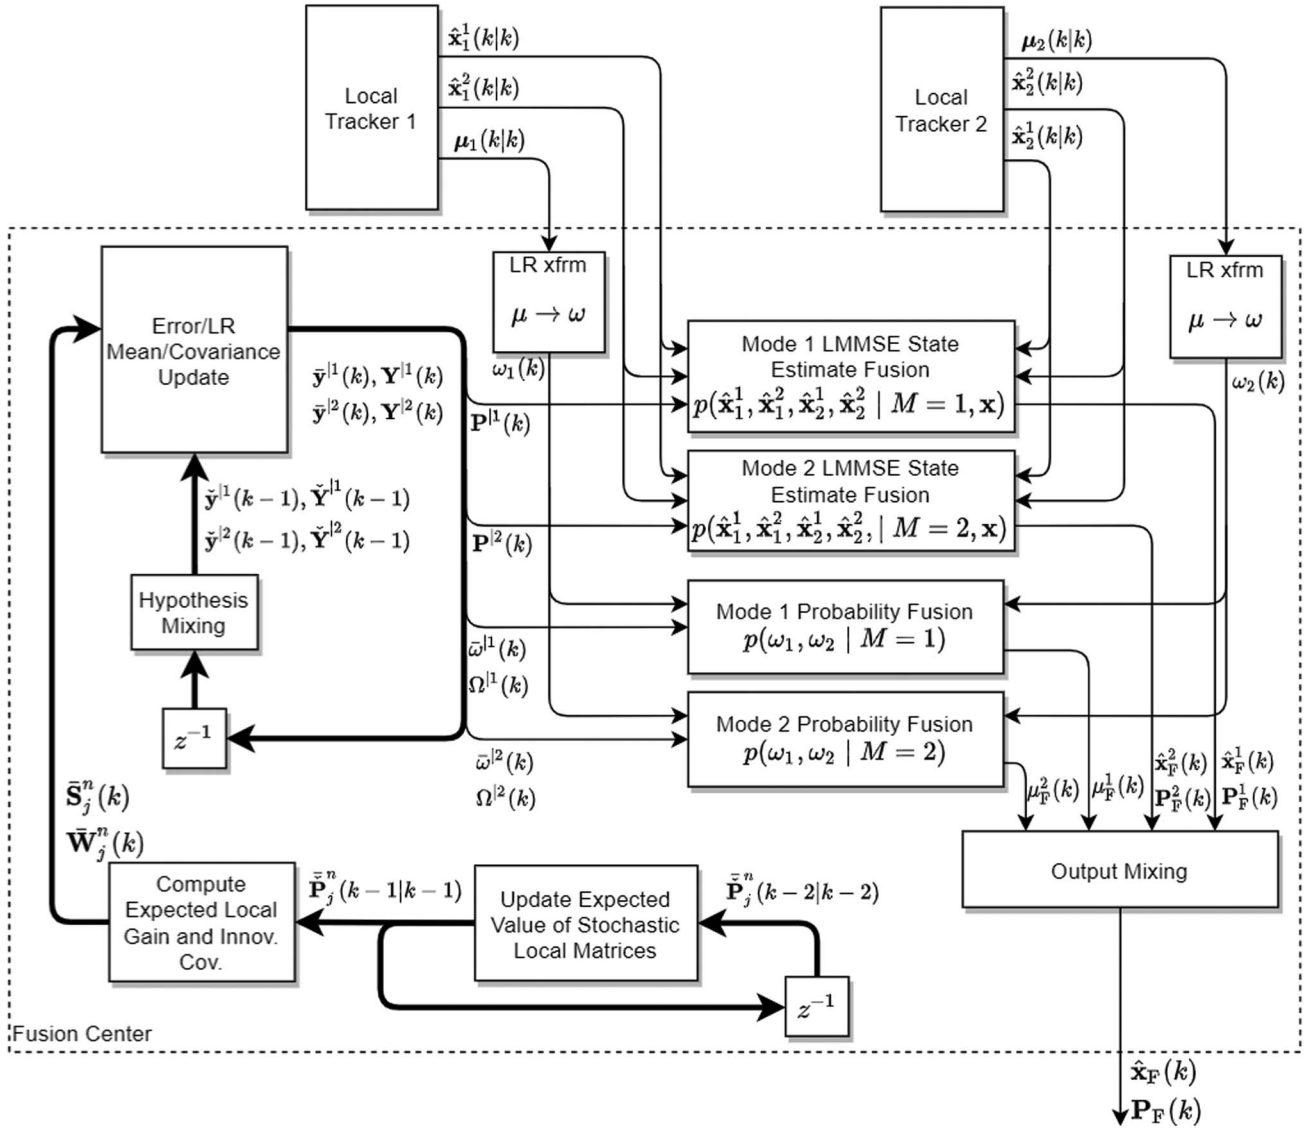 Local
Tracker 1
x̂₁¹(k|k)
x̂₁²(k|k)
μ₁(k|k)
Local
Tracker 2
μ₂(k|k)
x̂₂²(k|k)
x̂₂¹(k|k)
LR xfrm
μ → ω
ω₁(k)
LR xfrm
μ → ω
ω₂(k)
Error/LR
Mean/Covariance
Update
ȳ|¹(k), Y|¹(k)
ȳ|²(k), Y|²(k)
P|¹(k)
Mode 1 LMMSE State
Estimate Fusion
p(x̂₁¹, x̂₁², x̂₂¹, x̂₂² | M = 1, x)
Mode 2 LMMSE State
Estimate Fusion
p(x̂₁¹, x̂₁², x̂₂¹, x̂₂², | M = 2, x)
P|²(k)
y̌|¹(k − 1), Y̌|¹(k − 1)
y̌|²(k − 1), Y̌|²(k − 1)
Hypothesis
Mixing
z⁻¹
Mode 1 Probability Fusion
p(ω₁, ω₂ | M = 1)
ω̄|¹(k)
Ω|¹(k)
Mode 2 Probability Fusion
p(ω₁, ω₂ | M = 2)
ω̄|²(k)
Ω|²(k)
μ_F²(k)
μ_F¹(k)
x̂_F²(k)
P_F²(k)
x̂_F¹(k)
P_F¹(k)
Output Mixing
S̄ⱼⁿ(k)
W̄ⱼⁿ(k)
Compute
Expected Local
Gain and Innov.
Cov.
P̌̄ⱼⁿ(k − 1|k − 1)
Update Expected
Value of Stochastic
Local Matrices
P̌̄ⱼⁿ(k − 2|k − 2)
z⁻¹
Fusion Center
x̂_F(k)
P_F(k)